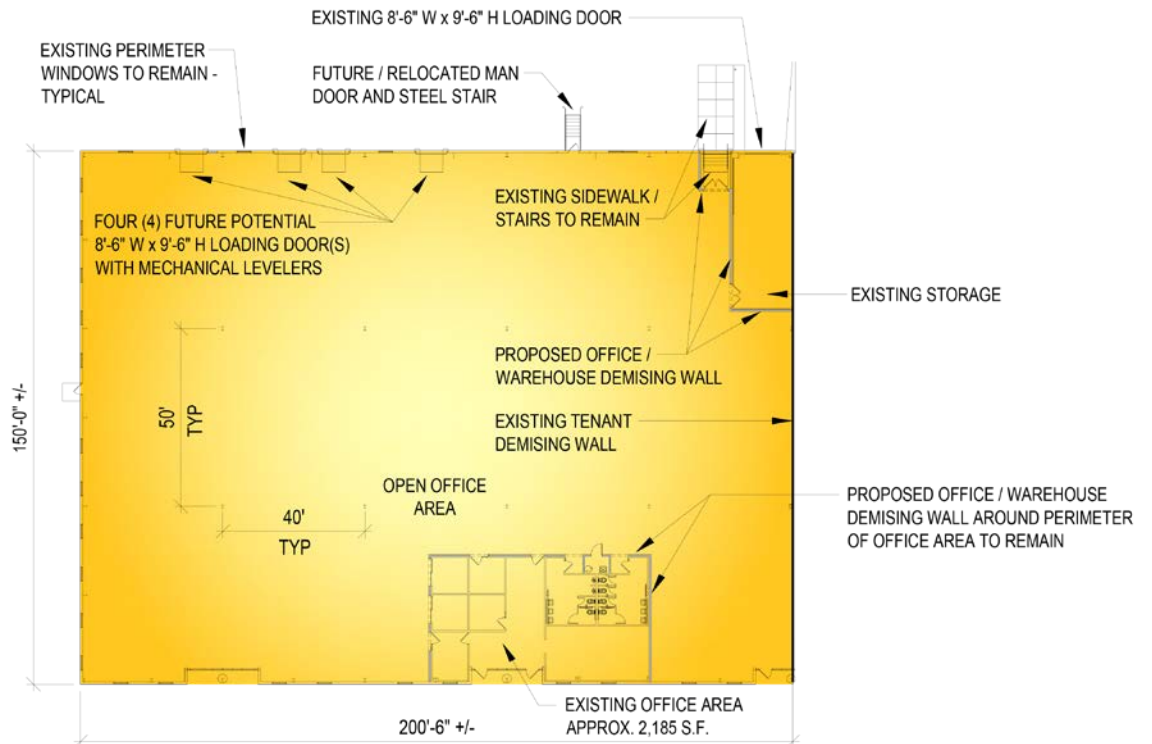 EXISTING 8'-6" W x 9'-6" H LOADING DOOR
EXISTING PERIMETER
WINDOWS TO REMAIN -
TYPICAL
FUTURE / RELOCATED MAN
DOOR AND STEEL STAIR
FOUR (4) FUTURE POTENTIAL
8'-6" W x 9'-6" H LOADING DOOR(S)
WITH MECHANICAL LEVELERS
EXISTING SIDEWALK /
STAIRS TO REMAIN
EXISTING STORAGE
PROPOSED OFFICE /
WAREHOUSE DEMISING WALL
EXISTING TENANT
DEMISING WALL
150'-0" +/-
50'
TYP
OPEN OFFICE
AREA
40'
TYP
PROPOSED OFFICE / WAREHOUSE
DEMISING WALL AROUND PERIMETER
OF OFFICE AREA TO REMAIN
EXISTING OFFICE AREA
APPROX. 2,185 S.F.
200'-6" +/-